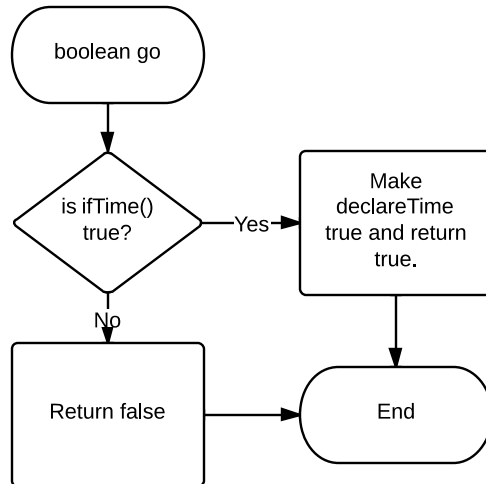 boolean go
is ifTime()
true?
Yes
Make
declareTime
true and return
true.
No
Return false
End